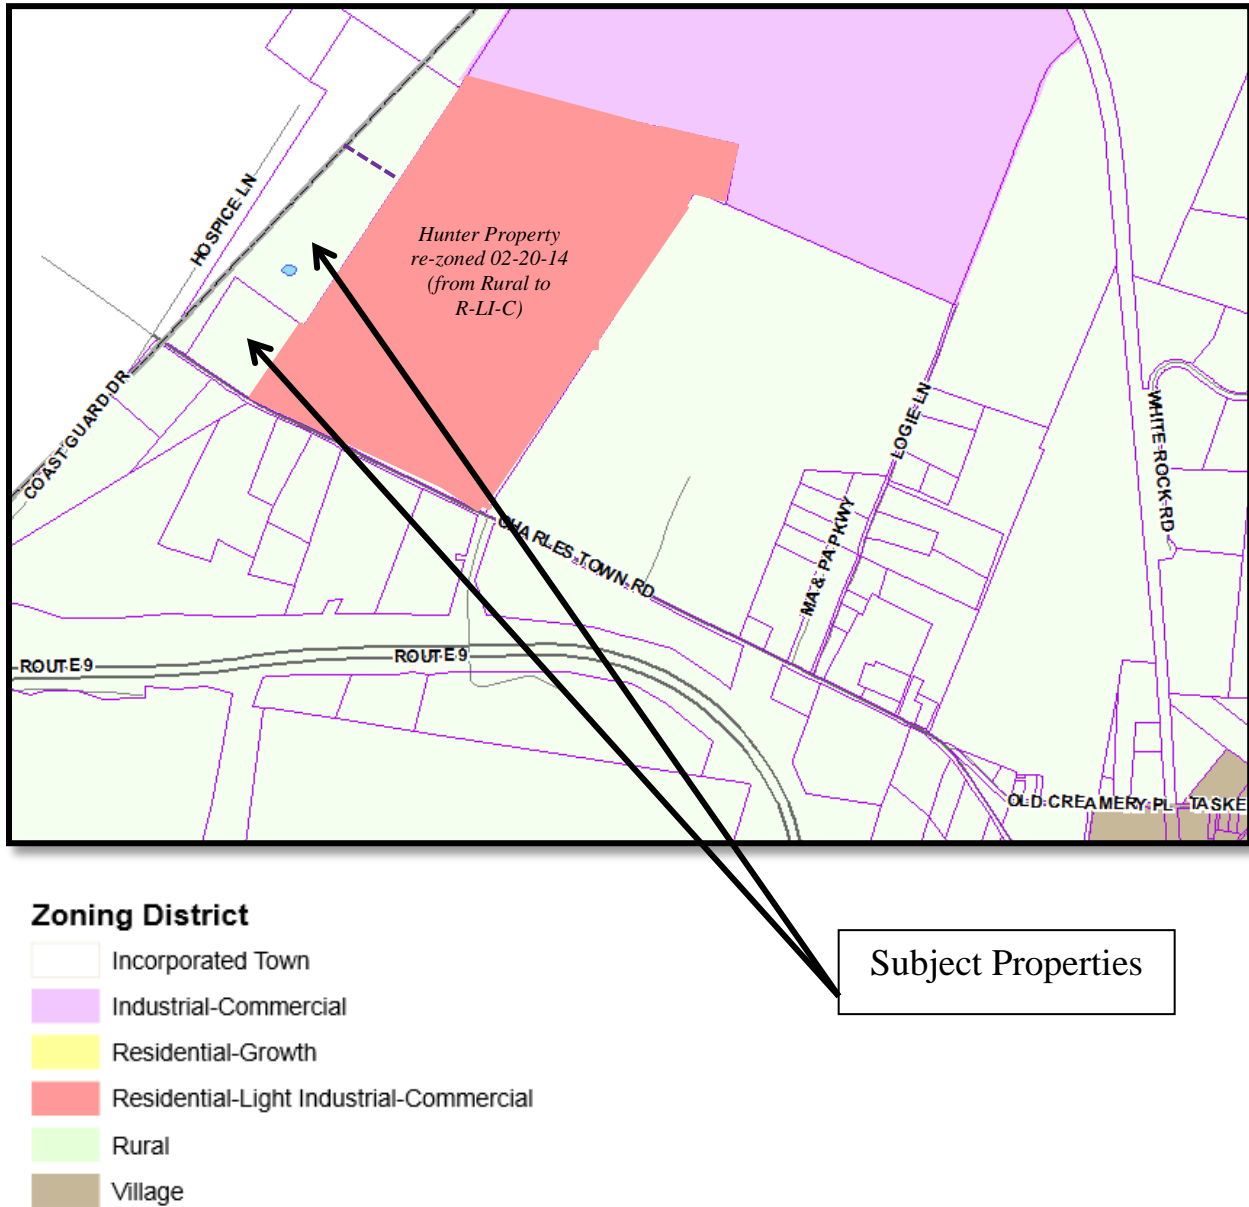 HOSPICE LN
Hunter Property
re-zoned 02-20-14
(from Rural to
R-LI-C)
COAST GUARD DR
CHARLES TOWN RD
LOGIE LN
MA & PA PKWY
WHITE ROCK RD
ROUTE 9
ROUTE 9
OLD CREAMERY PL
TASKE
Zoning District
Incorporated Town
Industrial-Commercial
Residential-Growth
Residential-Light Industrial-Commercial
Rural
Village
Subject Properties